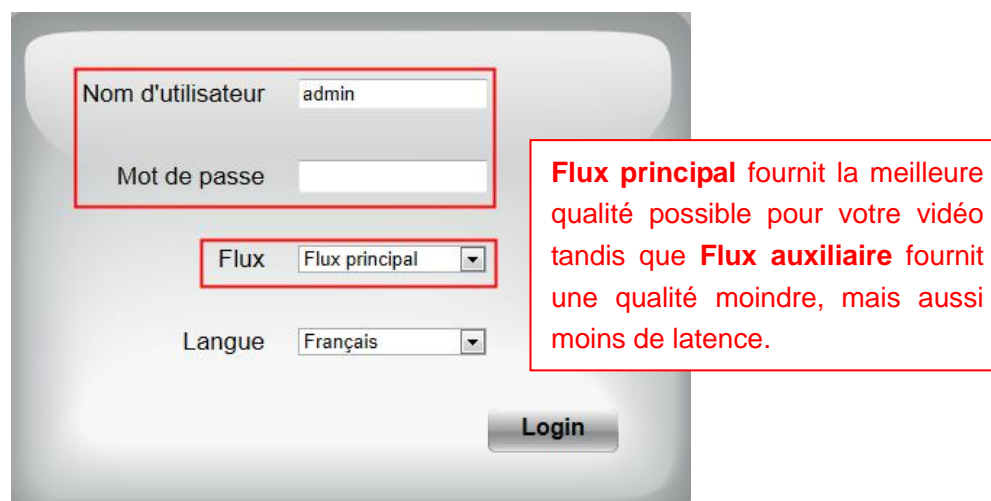 Nom d'utilisateur admin
Mot de passe
Flux Flux principal
Langue Français
Login
Flux principal fournit la meilleure
qualité possible pour votre vidéo
tandis que Flux auxiliaire fournit
une qualité moindre, mais aussi
moins de latence.